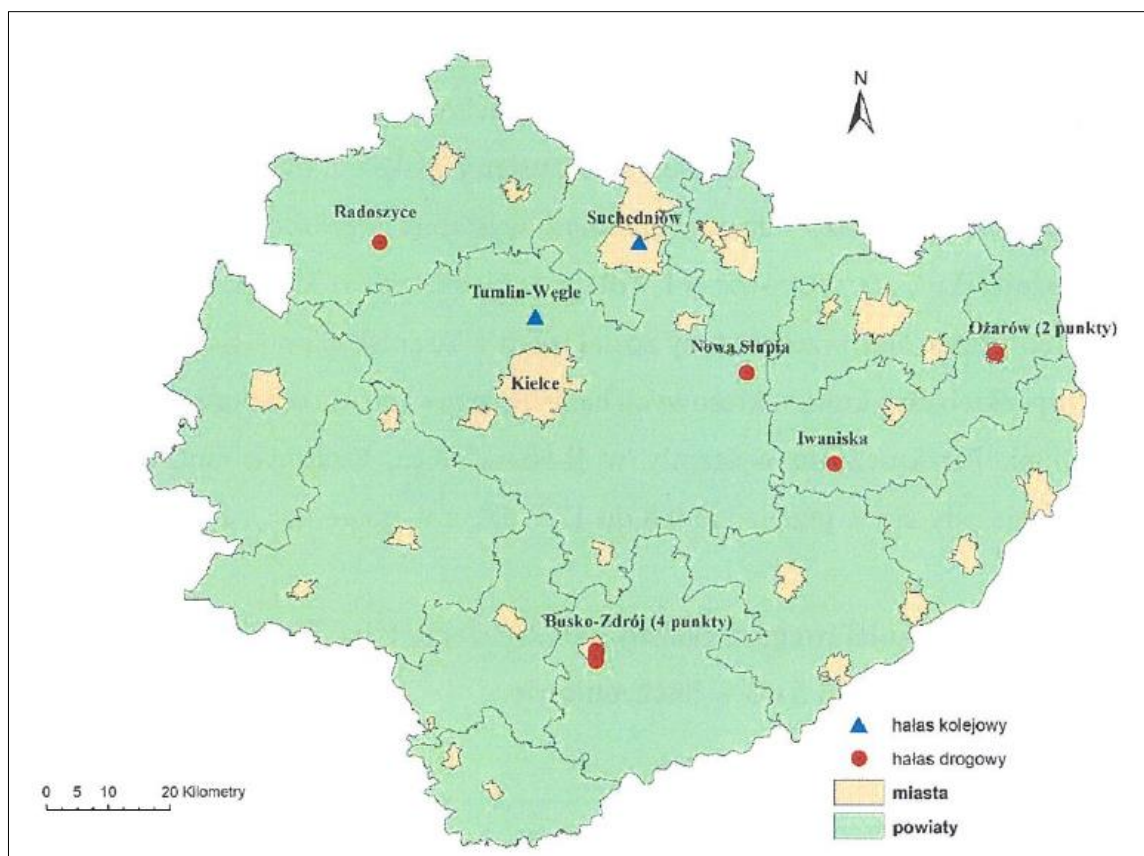 N
Radoszyce
Suchedniów
Tumlin-Węgle
Ożarów (2 punkty)
Nowa Słupia
Kielce
Iwaniska
Busko-Zdrój (4 punkty)
hałas kolejowy
hałas drogowy
miasta
powiaty
0 5 10 20 Kilometry